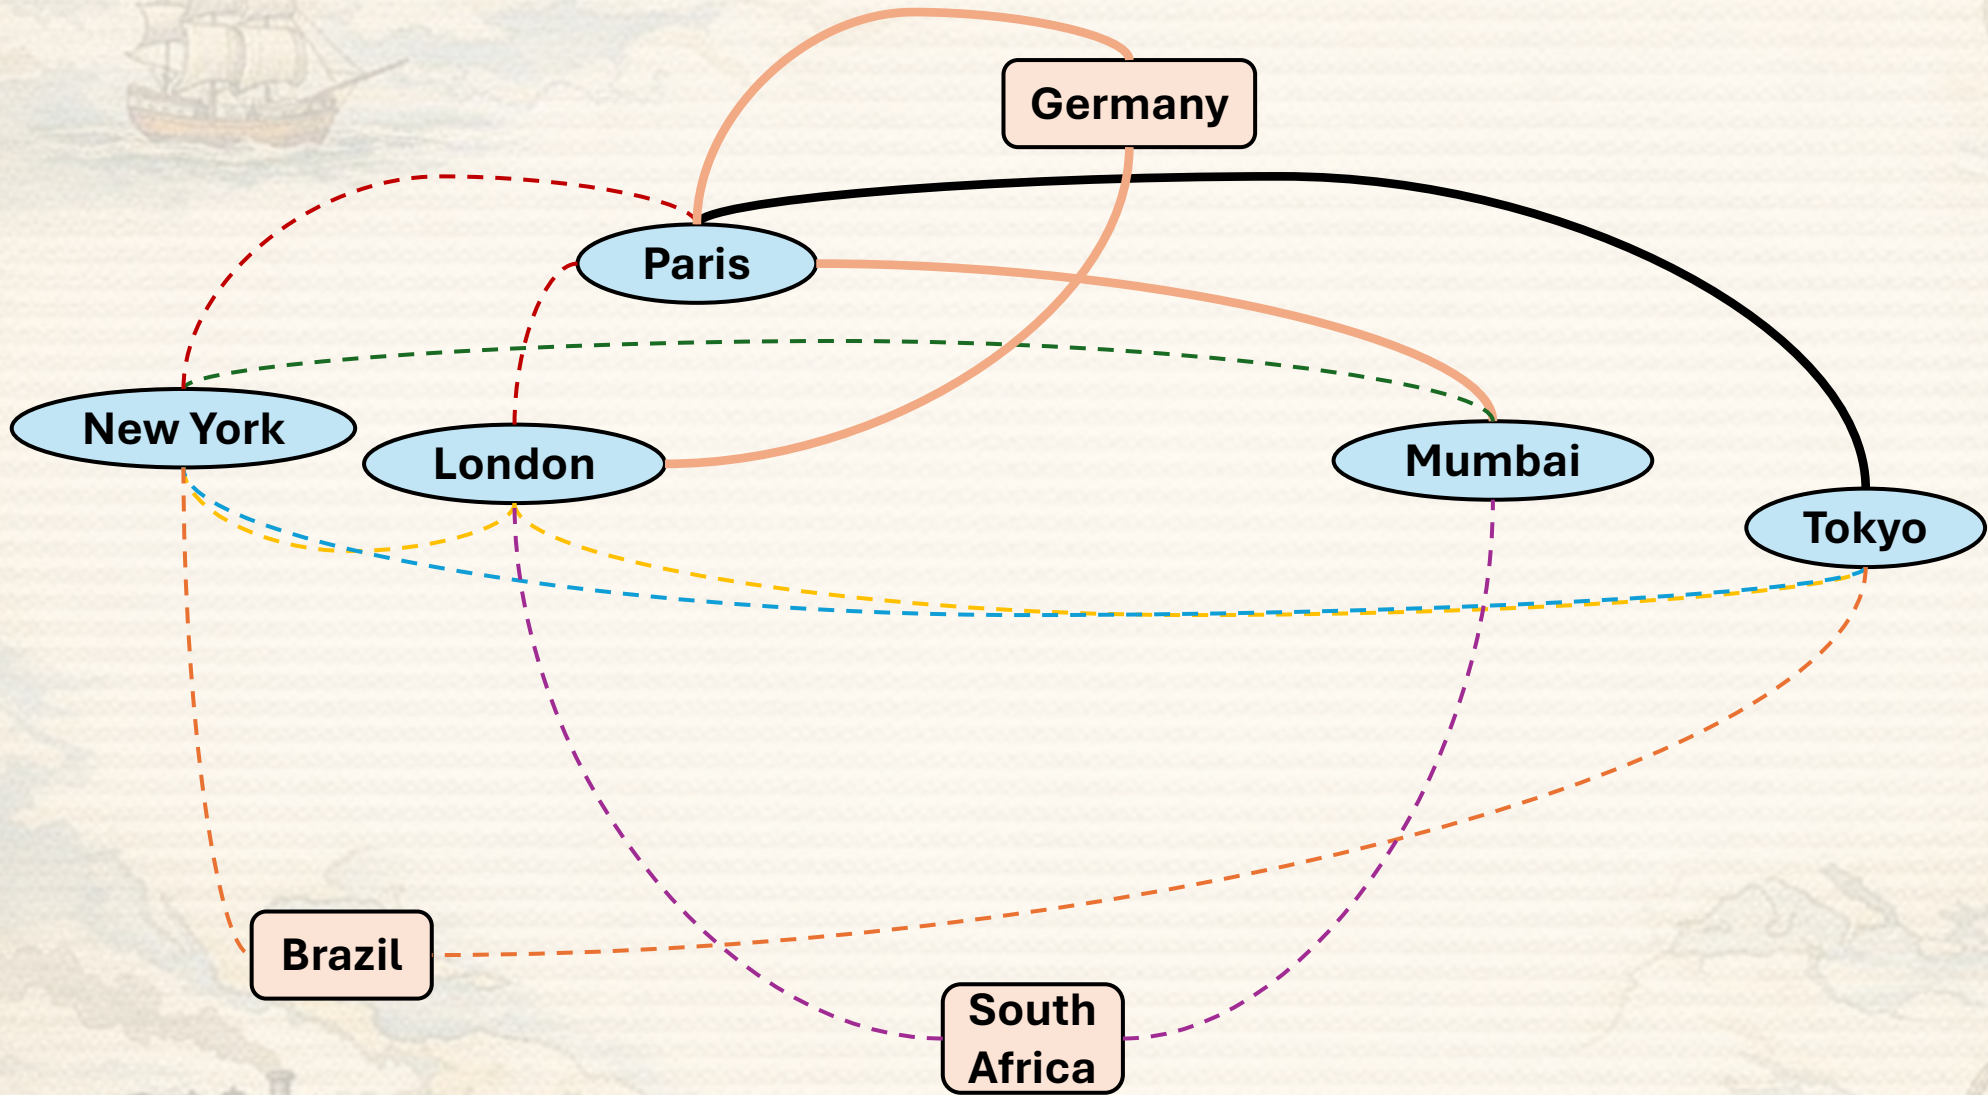 Germany
Paris
New York
London
Mumbai
Tokyo
Brazil
South
Africa